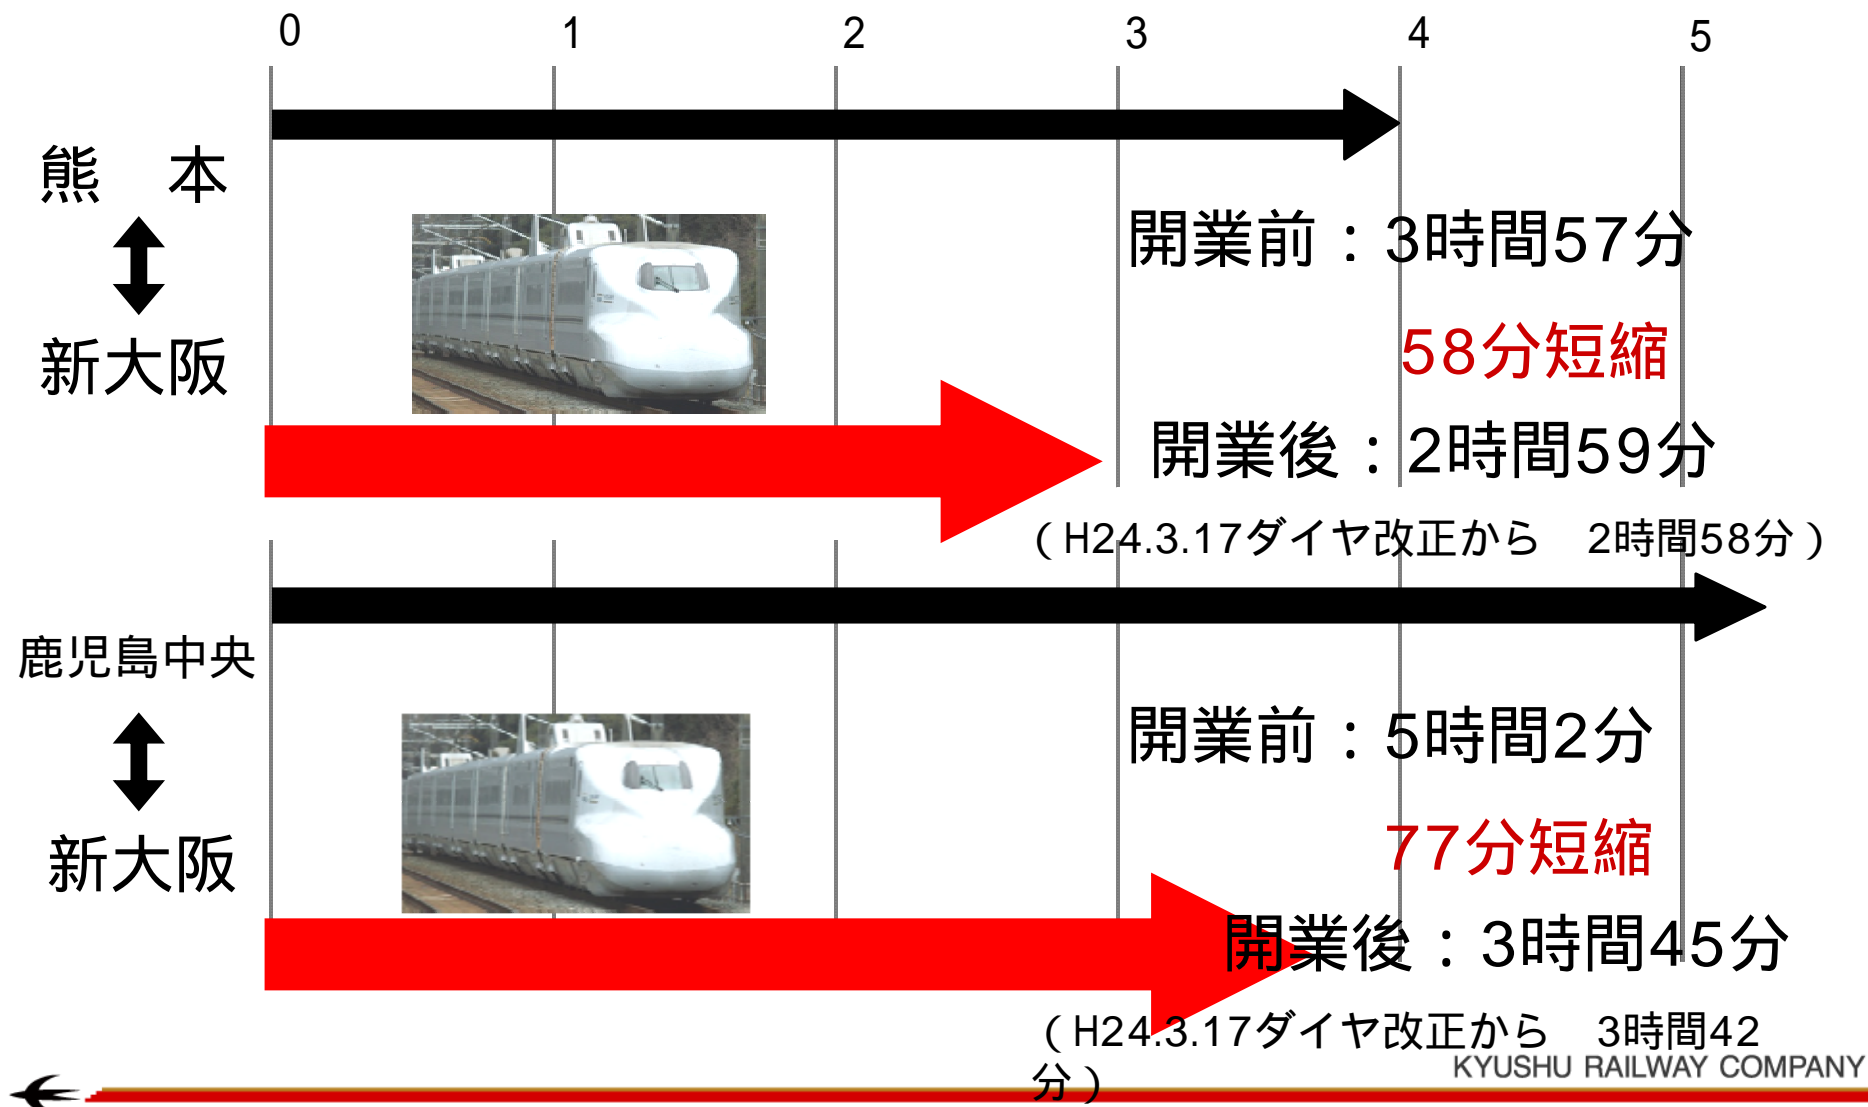 0 1 2 3 4 5
熊　本
新大阪
開業前：3時間57分
58分短縮
開業後：2時間59分
（H24.3.17ダイヤ改正から　2時間58分）
鹿児島中央
新大阪
開業前：5時間2分
77分短縮
開業後：3時間45分
（H24.3.17ダイヤ改正から　3時間42
分）
KYUSHU RAILWAY COMPANY